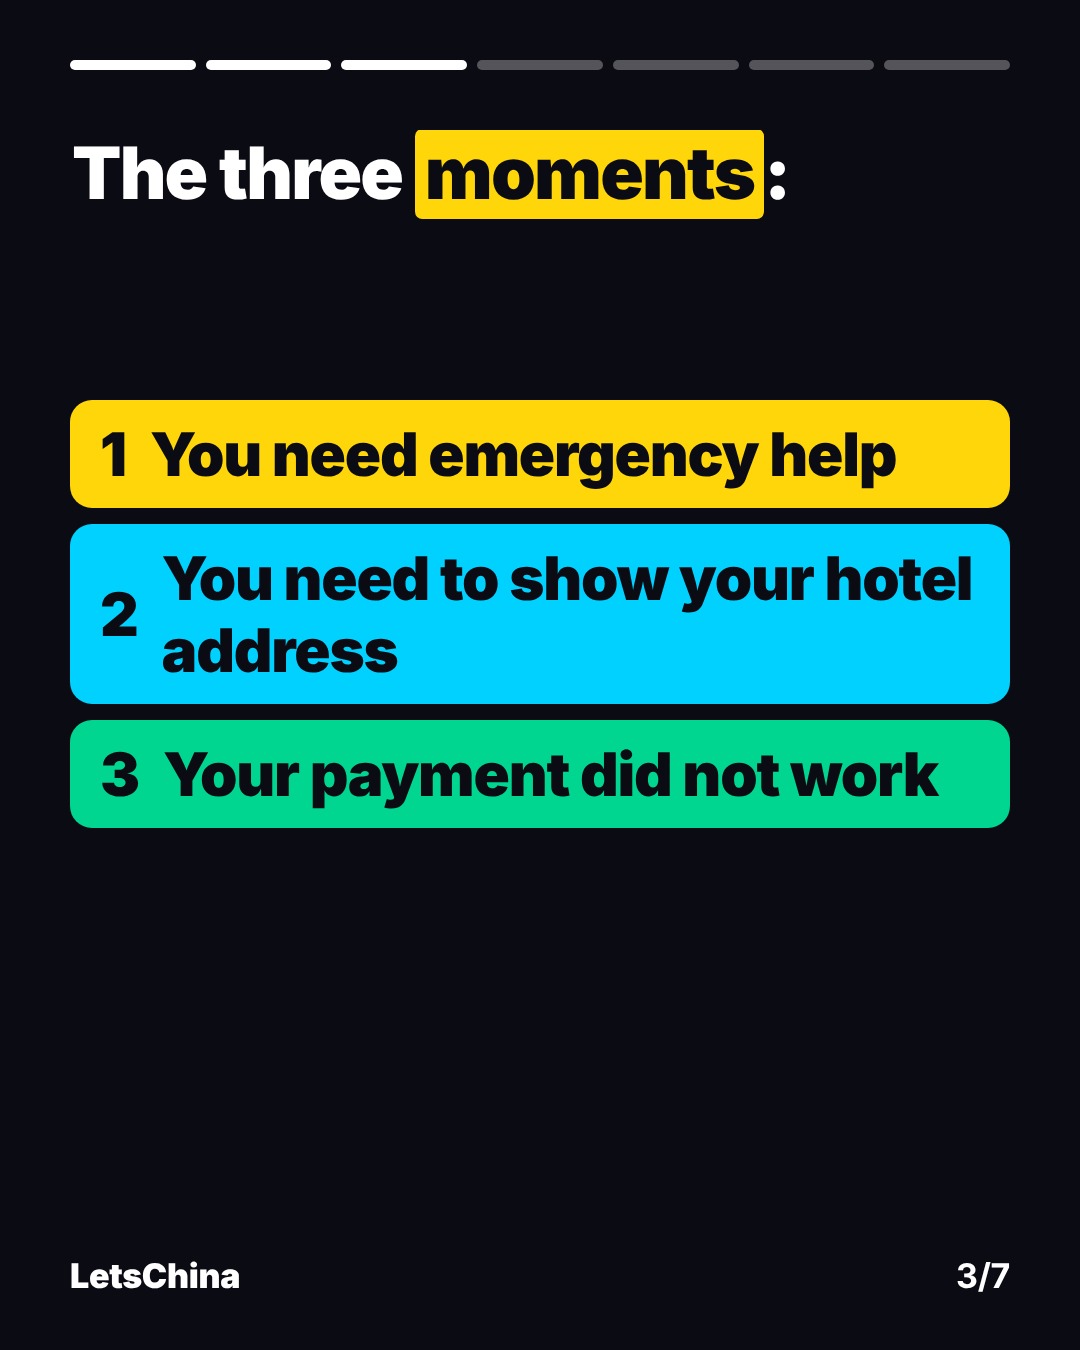 The three moments:
1 You need emergency help
2 You need to show your hotel
address
3 Your payment did not work
LetsChina
3/7